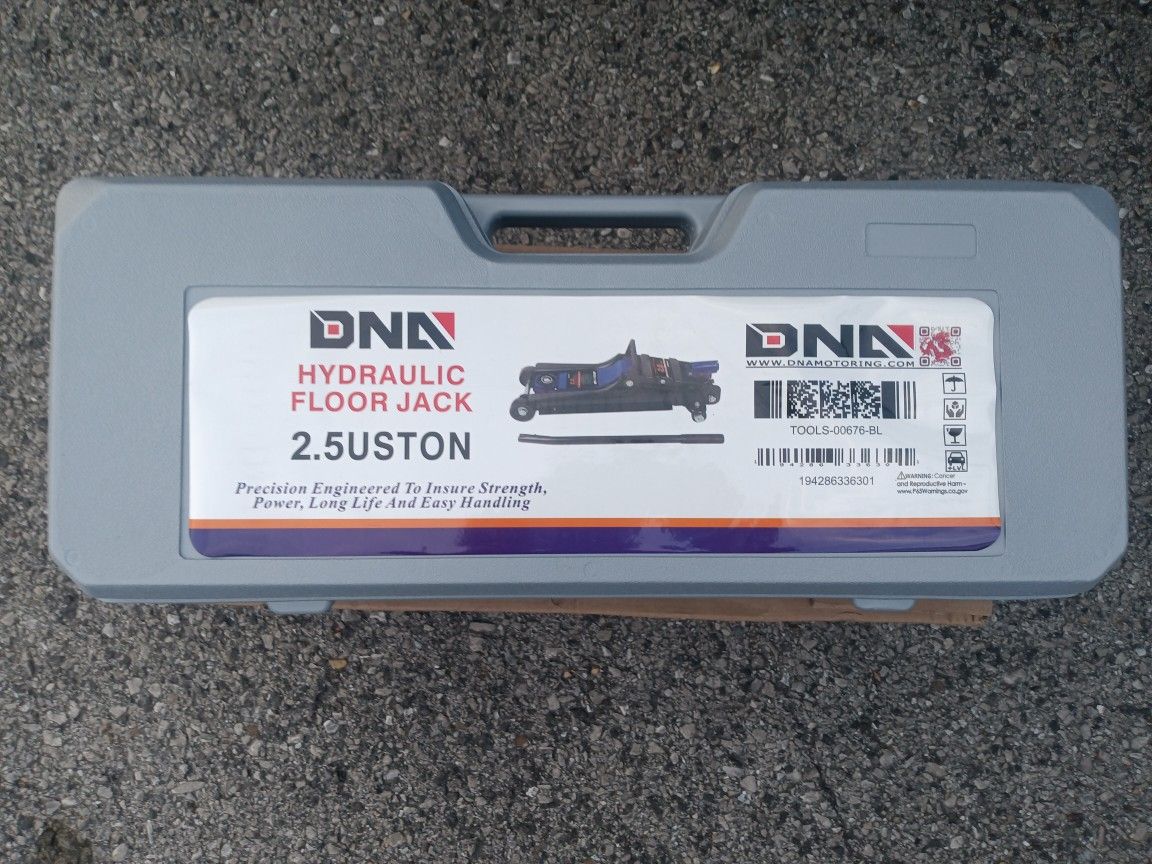 DNA
HYDRAULIC
FLOOR JACK
2.5USTON
Precision Engineered To Insure Strength,
Power, Long Life And Easy Handling
DNA
WWW.DNAMOTORING.COM
TOOLS-00676-BL
194286336301
WARNING: Cancer
and Reproductive Harm -
www.P65Warnings.ca.gov